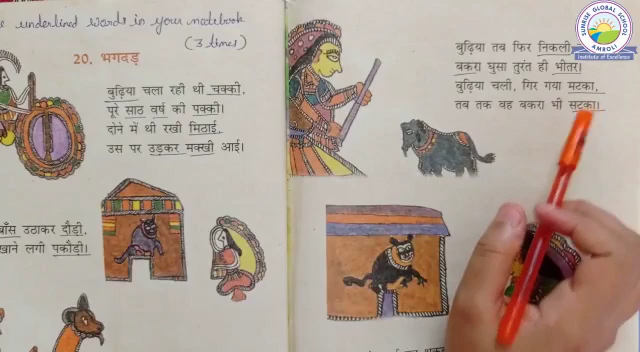 underlined words in your notebook
(3 times)
20. भगदड़
बुढ़िया चला रही थी चक्की,
पूरे साठ वर्ष की पक्की।
दोने में थी रखी मिठाई,
उस पर उड़कर मक्खी आई।
बाँस उठाकर दौड़ी,
खाने लगी पकौड़ी।
बुढ़िया तब फिर निकली
बकरा घुसा तुरंत ही भीतर।
बुढ़िया चली, गिर गया मटका,
तब तक वह बकरा भी सटका।
SUNRISE GLOBAL SCHOOL
AMBOLI
Institute of Excellence